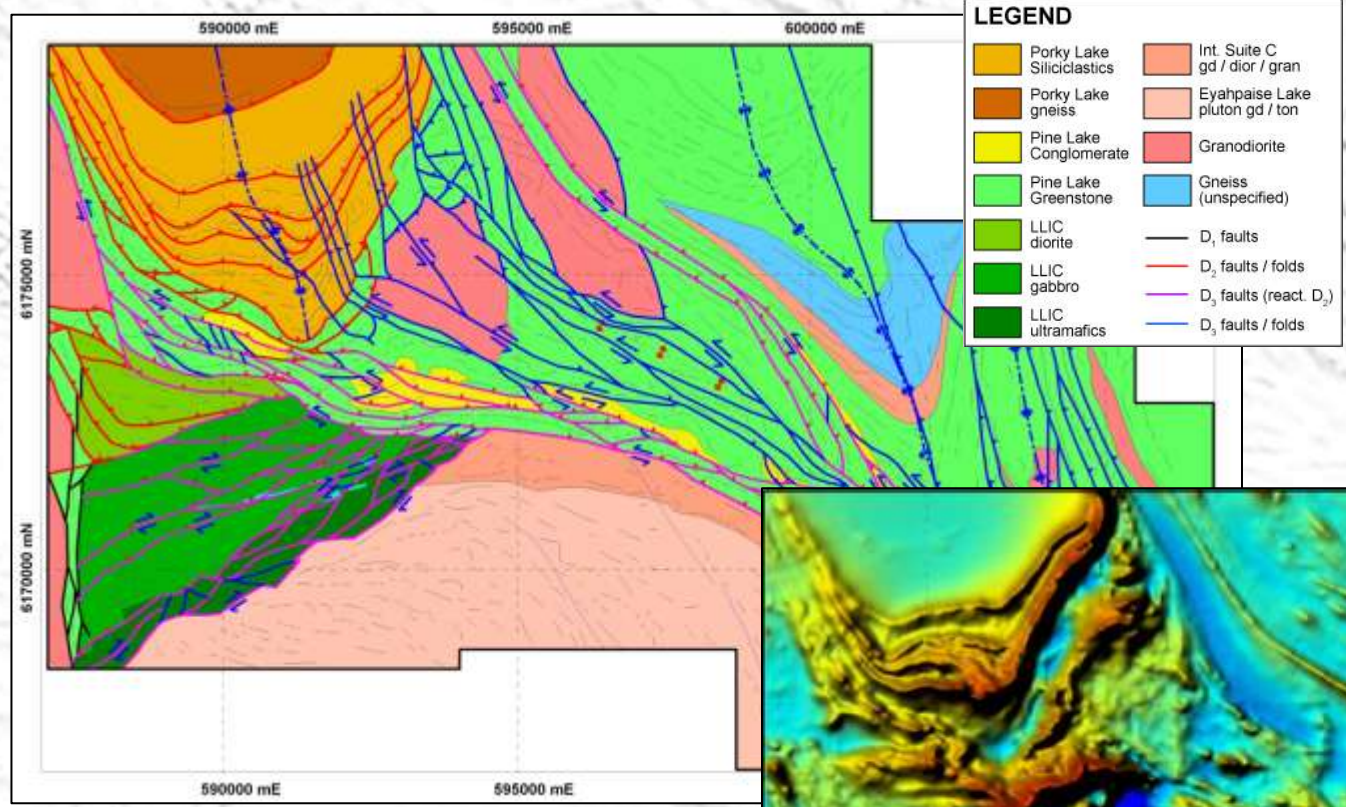 590000 mE
595000 mE
600000 mE
6175000 mN
6170000 mN
590000 mE
595000 mE
LEGEND
Porky Lake
Siliciclastics
Porky Lake
gneiss
Pine Lake
Conglomerate
Pine Lake
Greenstone
LLIC
diorite
LLIC
gabbro
LLIC
ultramafics
Int. Suite C
gd / dior / gran
Eyahpaise Lake
pluton gd / ton
Granodiorite
Gneiss
(unspecified)
D₁ faults
D₂ faults / folds
D₃ faults (react. D₂)
D₃ faults / folds